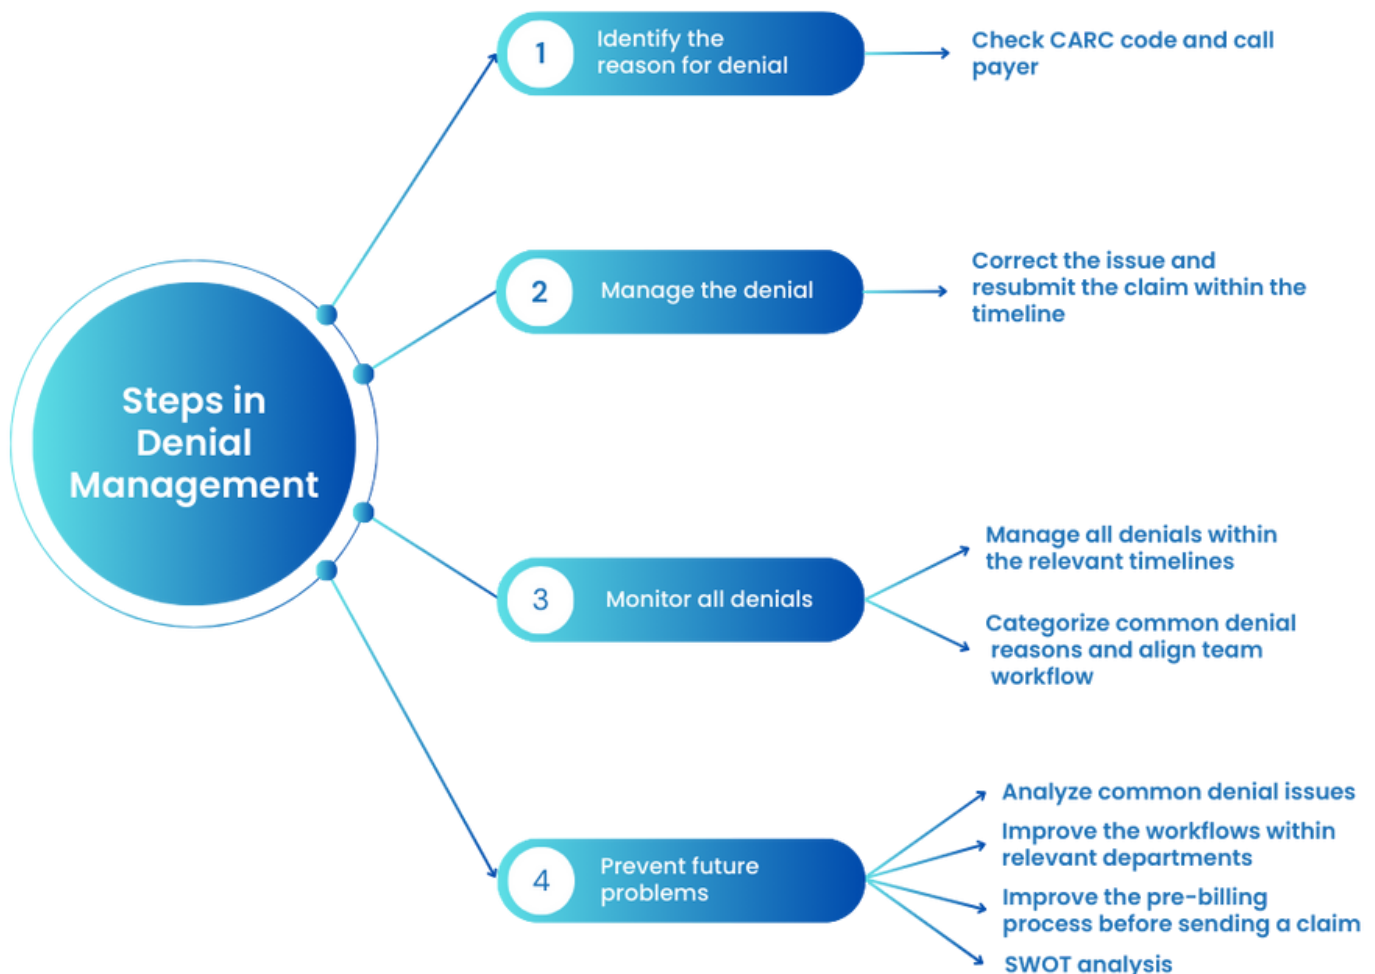 Steps in
Denial
Management
1
Identify the
reason for denial
Check CARC code and call
payer
2
Manage the denial
Correct the issue and
resubmit the claim within the
timeline
3
Monitor all denials
Manage all denials within
the relevant timelines
Categorize common denial
reasons and align team
workflow
4
Prevent future
problems
Analyze common denial issues
Improve the workflows within
relevant departments
Improve the pre-billing
process before sending a claim
SWOT analysis